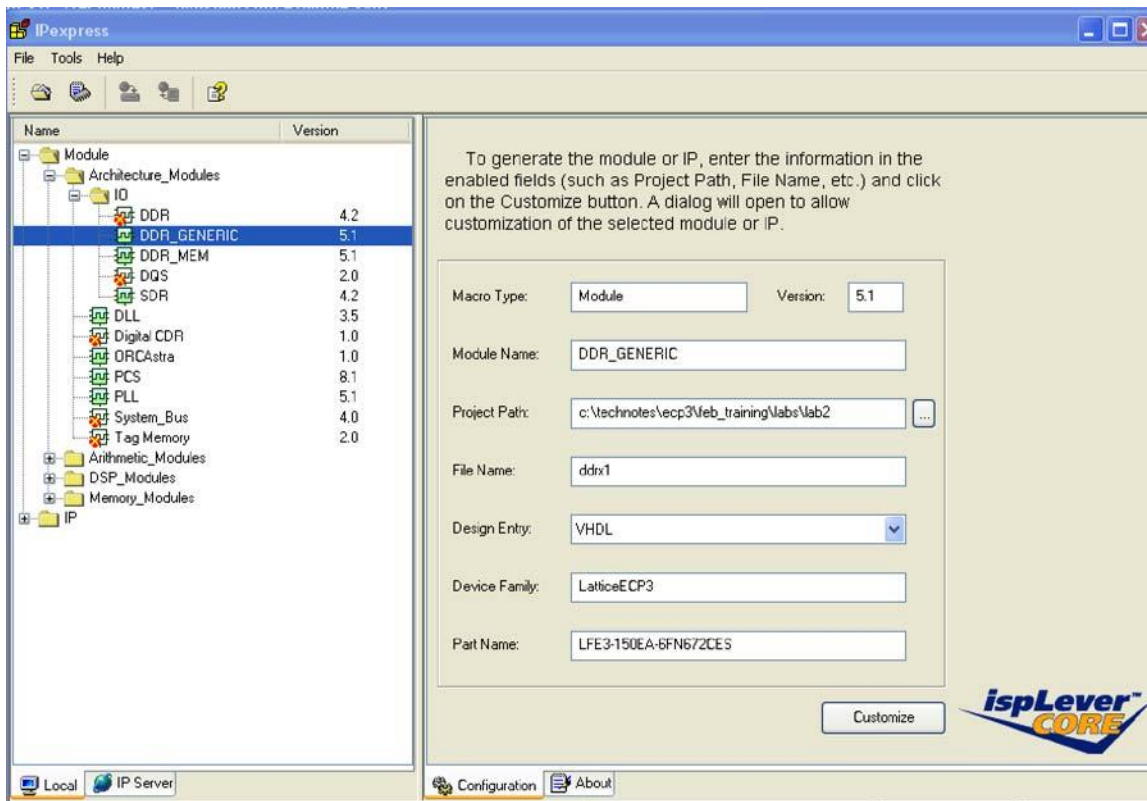 IPexpress
File Tools Help
Name Version
Module
Architecture_Modules
IO
DDR 4.2
DDR_GENERIC 5.1
DDR_MEM 5.1
DQS 2.0
SDR 4.2
DLL 3.5
Digital CDR 1.0
ORCAstra 1.0
PCS 8.1
PLL 5.1
System_Bus 4.0
Tag Memory 2.0
Arithmetic_Modules
DSP_Modules
Memory_Modules
IP
Local IP Server
To generate the module or IP, enter the information in the
enabled fields (such as Project Path, File Name, etc.) and click
on the Customize button. A dialog will open to allow
customization of the selected module or IP.
Macro Type: Module Version: 5.1
Module Name: DDR_GENERIC
Project Path: c:\technotes\ecp3\feb_training\labs\lab2 ...
File Name: ddrx1
Design Entry: VHDL
Device Family: LatticeECP3
Part Name: LFE3-150EA-6FN672CES
Customize
ispLever™
CORE
Configuration About